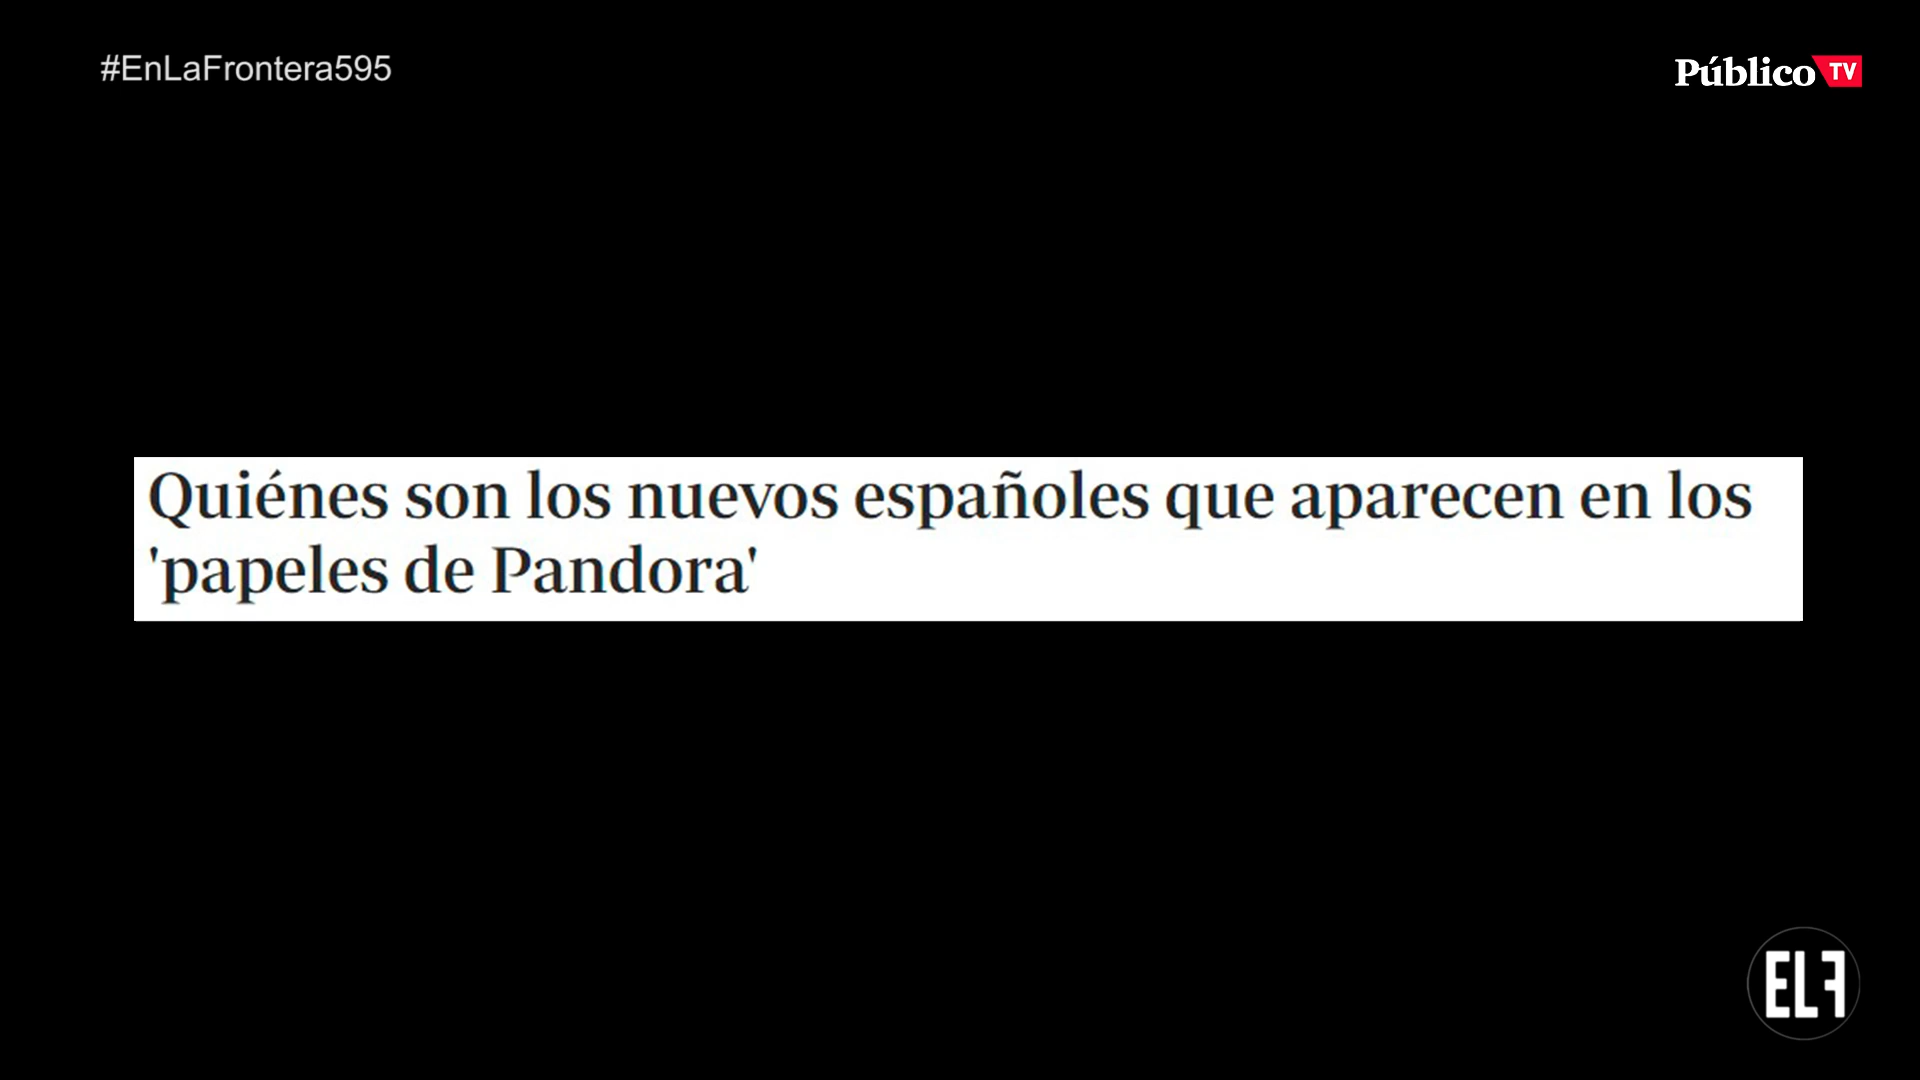 #EnLaFrontera595
Público TV
Quiénes son los nuevos españoles que aparecen en los
'papeles de Pandora'
ELF